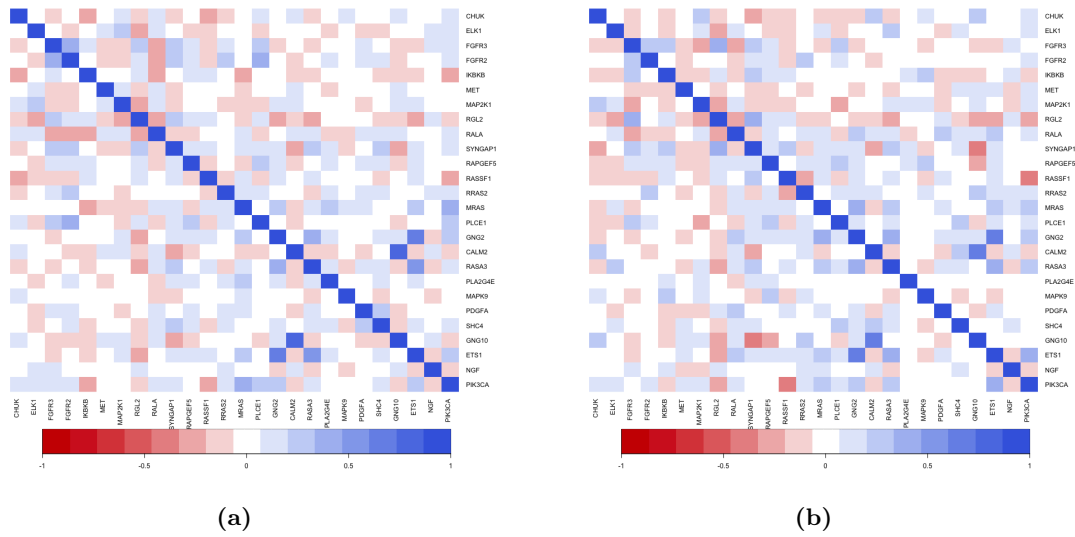 CHUK
ELK1
FGFR3
FGFR2
IKBKB
MET
MAP2K1
RGL2
RALA
SYNGAP1
RAPGEF5
RASSF1
RRAS2
MRAS
PLCE1
GNG2
CALM2
RASA3
PLA2G4E
MAPK9
PDGFA
SHC4
GNG10
ETS1
NGF
PIK3CA
CHUK ELK1 FGFR3 FGFR2 IKBKB MET MAP2K1 RGL2 RALA SYNGAP1 RAPGEF5 RASSF1 RRAS2 MRAS PLCE1 GNG2 CALM2 RASA3 PLA2G4E MAPK9 PDGFA SHC4 GNG10 ETS1 NGF PIK3CA
-1 -0.5 0 0.5 1
(a)
CHUK
ELK1
FGFR3
FGFR2
IKBKB
MET
MAP2K1
RGL2
RALA
SYNGAP1
RAPGEF5
RASSF1
RRAS2
MRAS
PLCE1
GNG2
CALM2
RASA3
PLA2G4E
MAPK9
PDGFA
SHC4
GNG10
ETS1
NGF
PIK3CA
CHUK ELK1 FGFR3 FGFR2 IKBKB MET MAP2K1 RGL2 RALA SYNGAP1 RAPGEF5 RASSF1 RRAS2 MRAS PLCE1 GNG2 CALM2 RASA3 PLA2G4E MAPK9 PDGFA SHC4 GNG10 ETS1 NGF PIK3CA
-1 -0.5 0 0.5 1
(b)